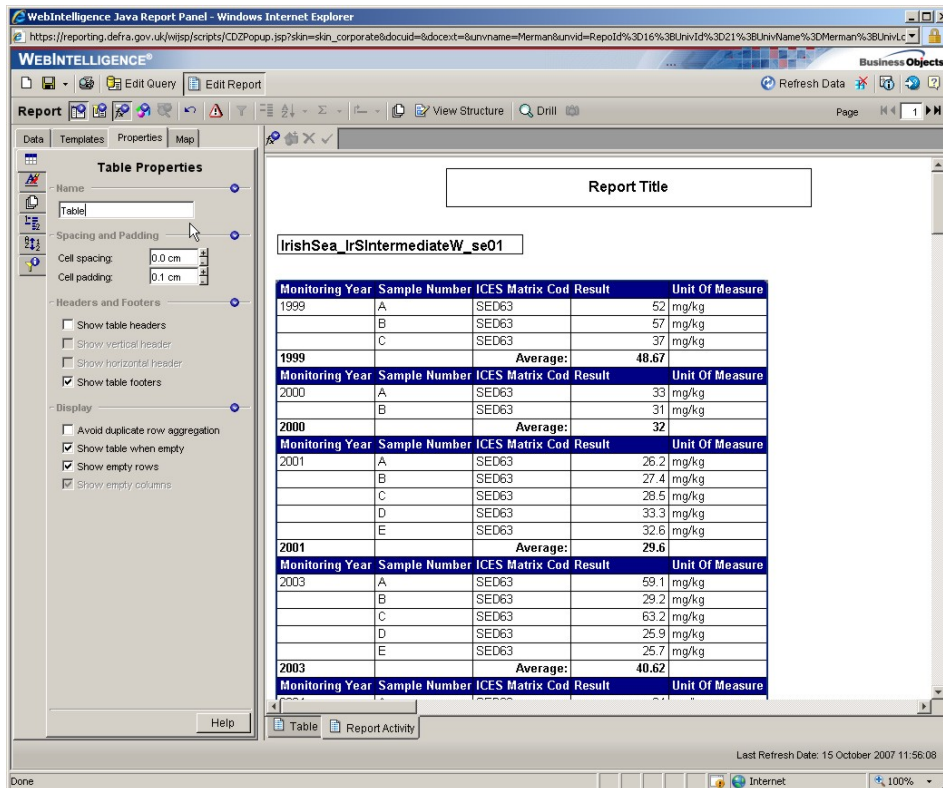 WebIntelligence Java Report Panel - Windows Internet Explorer
https://reporting.defra.gov.uk/wijsp/scripts/CDZPopup.jsp?skin=skin_corporate&docuid=&docext=&unvname=Merman&unvid=RepoId%3D16%3BUnivId%3D21%3BUnivName%3DMerman%3BUnivLc
WEBINTELLIGENCE®
Business Objects
Edit Query Edit Report Refresh Data
Report View Structure Drill Page 1
Data Templates Properties Map
Table Properties
Name
Table
Spacing and Padding
Cell spacing: 0.0 cm
Cell padding: 0.1 cm
Headers and Footers
Show table headers
Show vertical header
Show horizontal header
Show table footers
Display
Avoid duplicate row aggregation
Show table when empty
Show empty rows
Show empty columns
Help
Report Title
IrishSea_IrSIntermediateW_se01
Monitoring Year Sample Number ICES Matrix Cod Result Unit Of Measure
1999 A SED63 52 mg/kg
B SED63 57 mg/kg
C SED63 37 mg/kg
1999 Average: 48.67
Monitoring Year Sample Number ICES Matrix Cod Result Unit Of Measure
2000 A SED63 33 mg/kg
B SED63 31 mg/kg
2000 Average: 32
Monitoring Year Sample Number ICES Matrix Cod Result Unit Of Measure
2001 A SED63 26.2 mg/kg
B SED63 27.4 mg/kg
C SED63 28.5 mg/kg
D SED63 33.3 mg/kg
E SED63 32.6 mg/kg
2001 Average: 29.6
Monitoring Year Sample Number ICES Matrix Cod Result Unit Of Measure
2003 A SED63 59.1 mg/kg
B SED63 29.2 mg/kg
C SED63 63.2 mg/kg
D SED63 25.9 mg/kg
E SED63 25.7 mg/kg
2003 Average: 40.62
Monitoring Year Sample Number ICES Matrix Cod Result Unit Of Measure
Table Report Activity
Last Refresh Date: 15 October 2007 11:56:08
Done Internet 100%